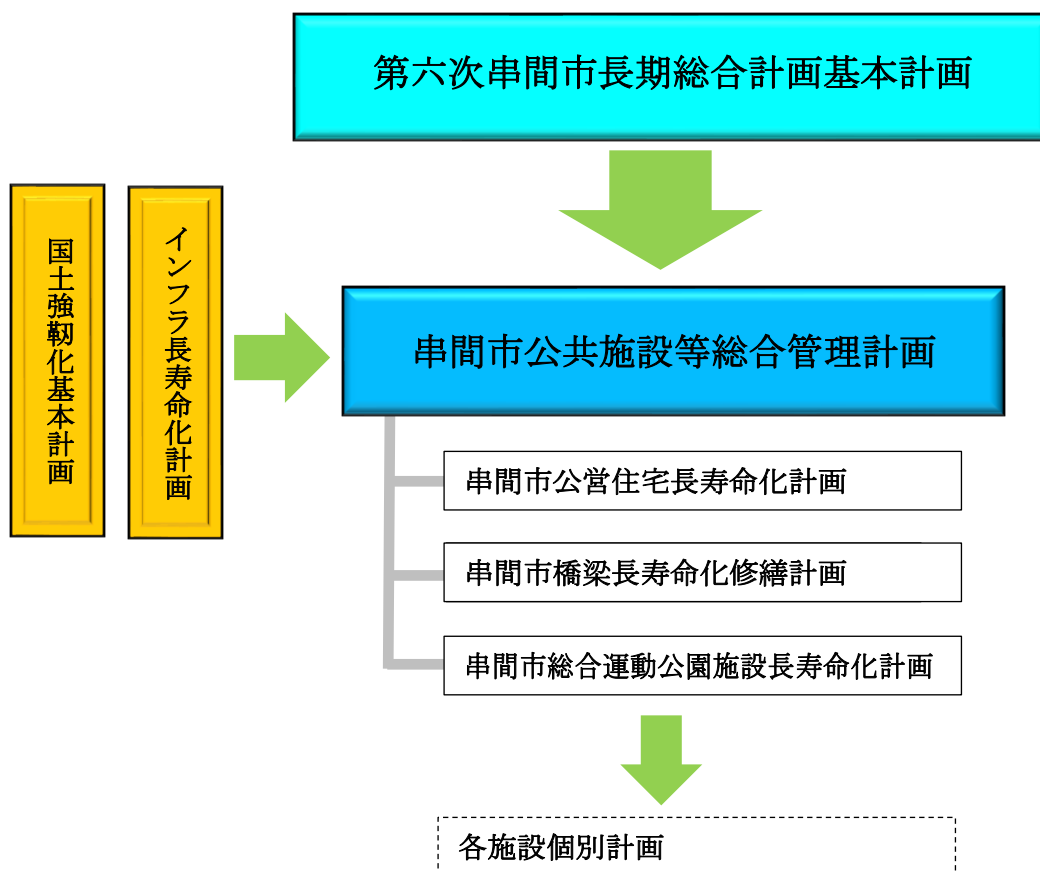 第六次串間市長期総合計画基本計画
国土強靱化基本計画
インフラ長寿命化計画
串間市公共施設等総合管理計画
串間市公営住宅長寿命化計画
串間市橋梁長寿命化修繕計画
串間市総合運動公園施設長寿命化計画
各施設個別計画